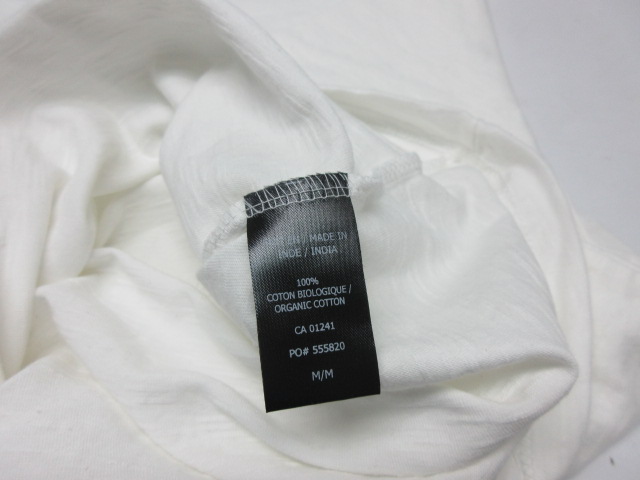 / MADE IN
INDE / INDIA
100%
COTON BIOLOGIQUE /
ORGANIC COTTON
CA 01241
PO# 555820
M/M